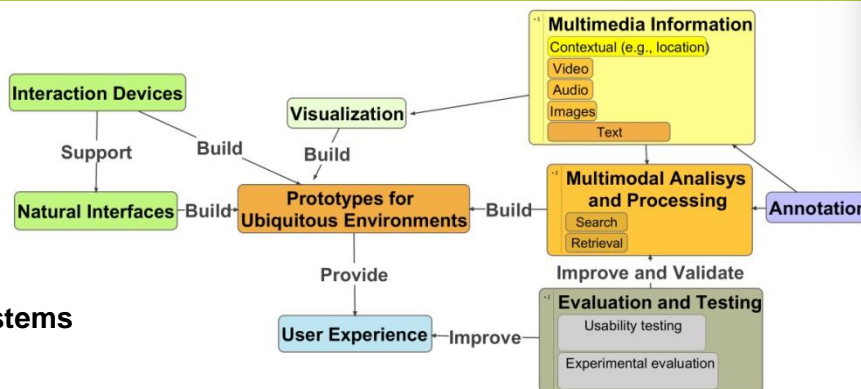 Multimedia Information
Contextual (e.g., location)
Video
Audio
Images
Text
Interaction Devices
Visualization
Support
Build
Build
Natural Interfaces
Build
Prototypes for
Ubiquitous Environments
Build
Multimodal Analisys
and Processing
Search
Retrieval
Annotation
Provide
Improve and Validate
stems
User Experience
Improve
Evaluation and Testing
Usability testing
Experimental evaluation